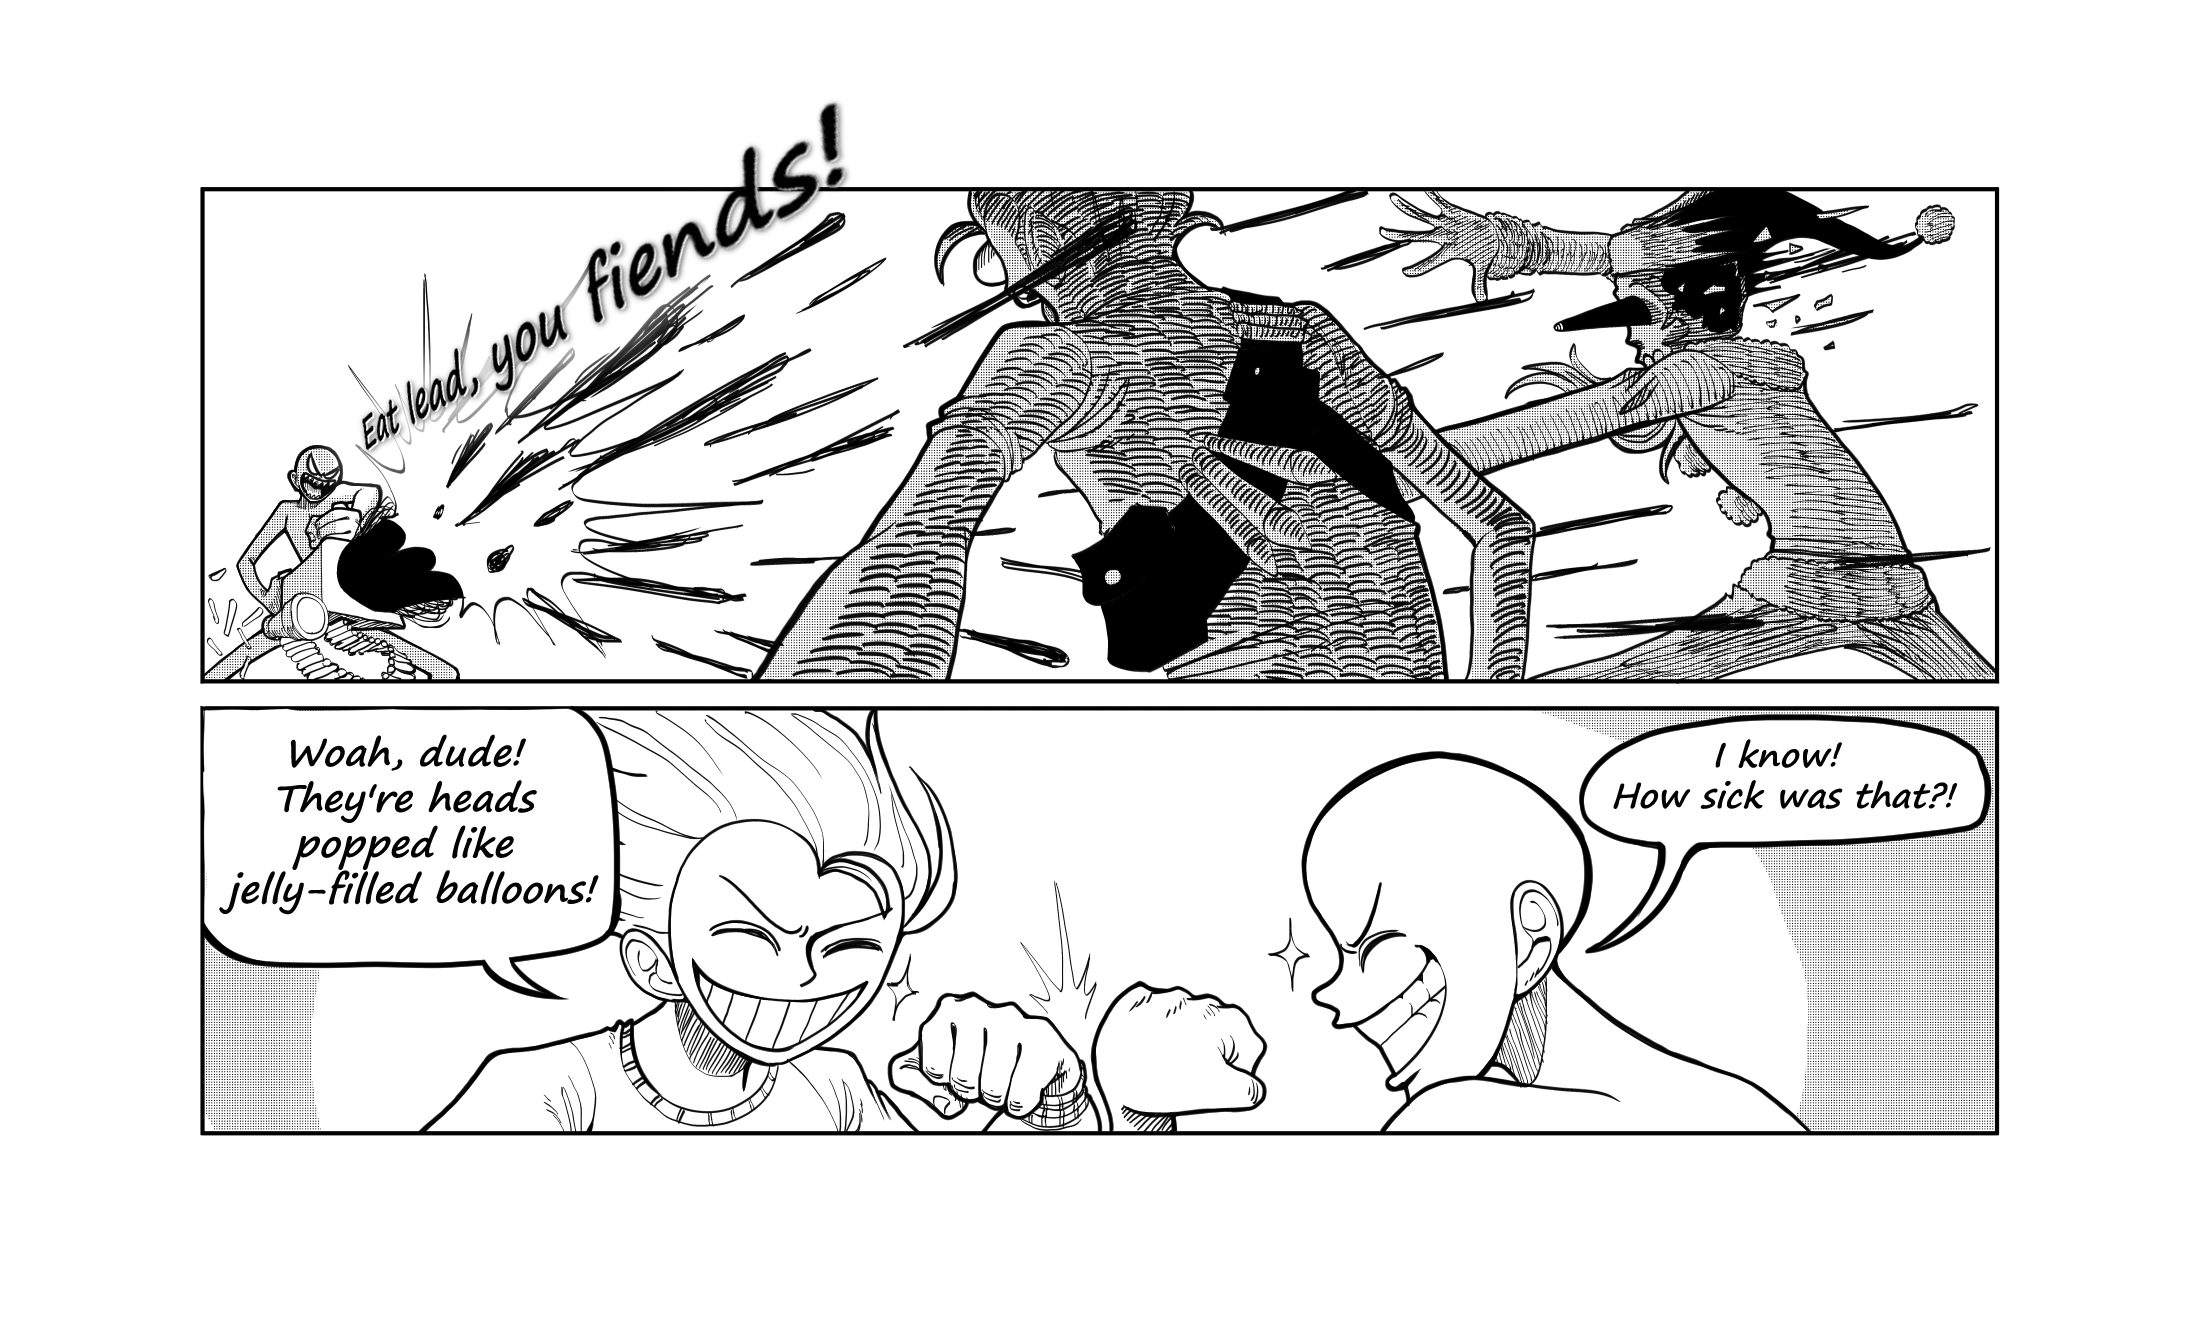 Eat lead, you fiends!
Woah, dude!
They're heads
popped like
jelly-filled balloons!
I know!
How sick was that?!